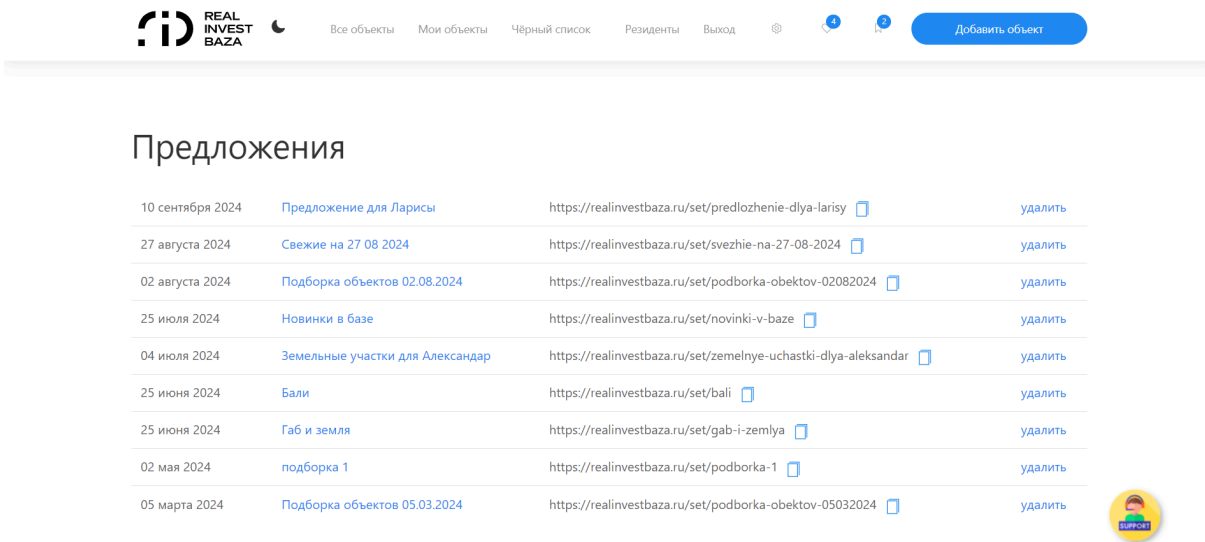 REAL
INVEST
BAZA
Все объекты Мои объекты Чёрный список Резиденты Выход 4 2 Добавить объект
Предложения
10 сентября 2024 Предложение для Ларисы https://realinvestbaza.ru/set/predlozhenie-dlya-larisy удалить
27 августа 2024 Свежие на 27 08 2024 https://realinvestbaza.ru/set/svezhie-na-27-08-2024 удалить
02 августа 2024 Подборка объектов 02.08.2024 https://realinvestbaza.ru/set/podborka-obektov-02082024 удалить
25 июля 2024 Новинки в базе https://realinvestbaza.ru/set/novinki-v-baze удалить
04 июля 2024 Земельные участки для Александар https://realinvestbaza.ru/set/zemelnye-uchastki-dlya-aleksandar удалить
25 июня 2024 Бали https://realinvestbaza.ru/set/bali удалить
25 июня 2024 Габ и земля https://realinvestbaza.ru/set/gab-i-zemlya удалить
02 мая 2024 подборка 1 https://realinvestbaza.ru/set/podborka-1 удалить
05 марта 2024 Подборка объектов 05.03.2024 https://realinvestbaza.ru/set/podborka-obektov-05032024 удалить
SUPPORT